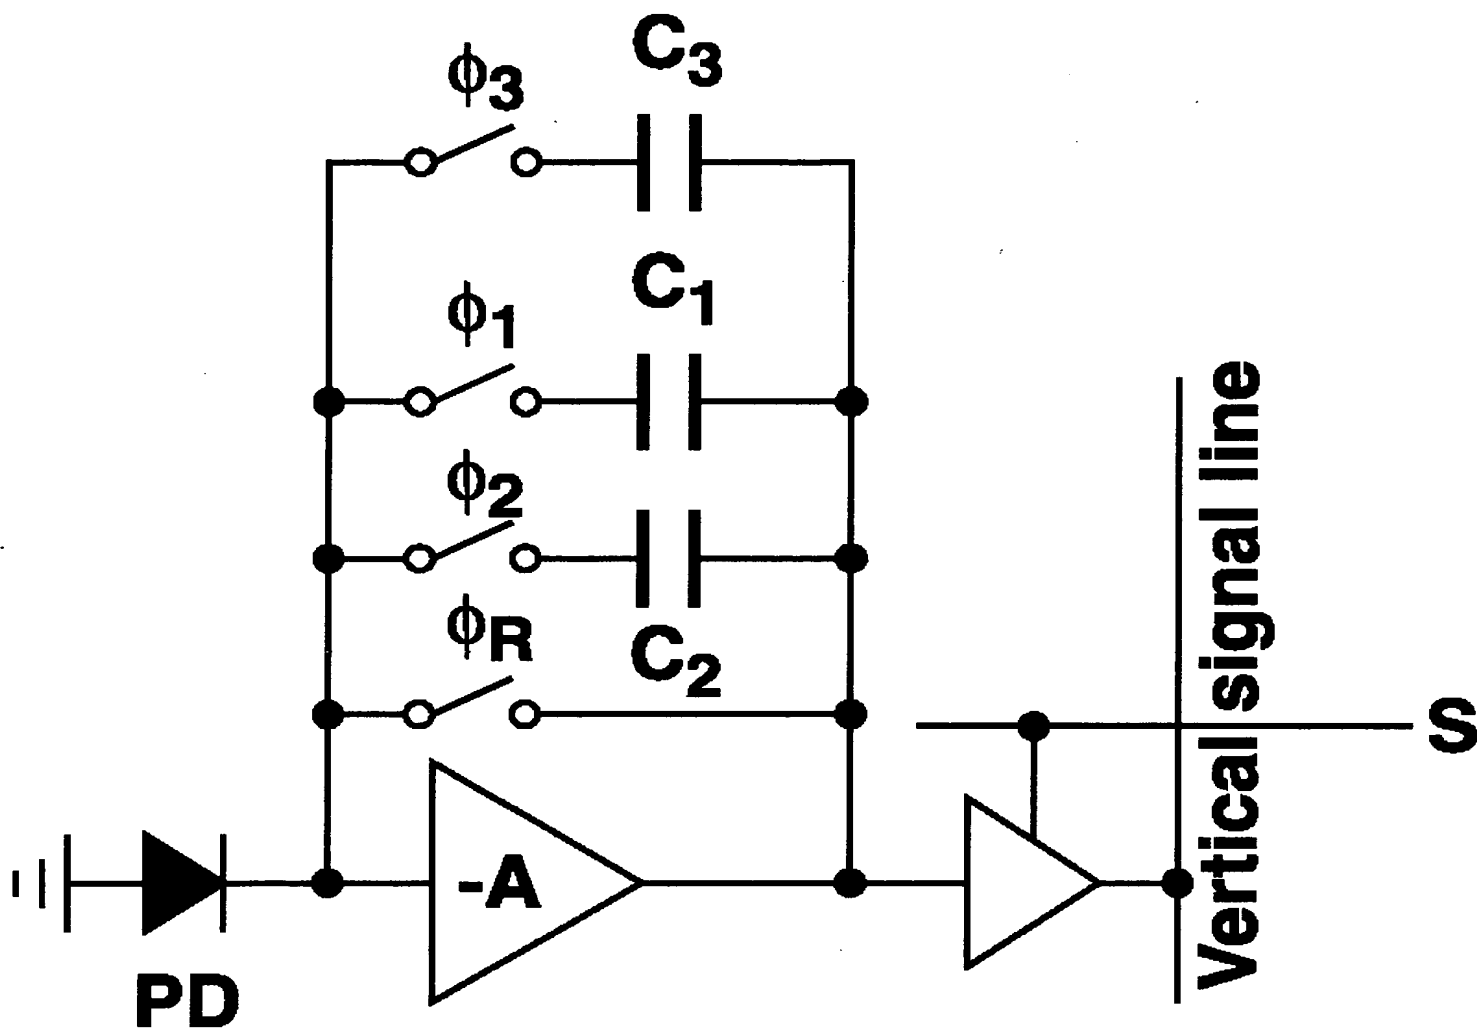 ϕ3
C3
ϕ1
C1
ϕ2
C2
ϕR
-A
PD
S
Vertical signal line